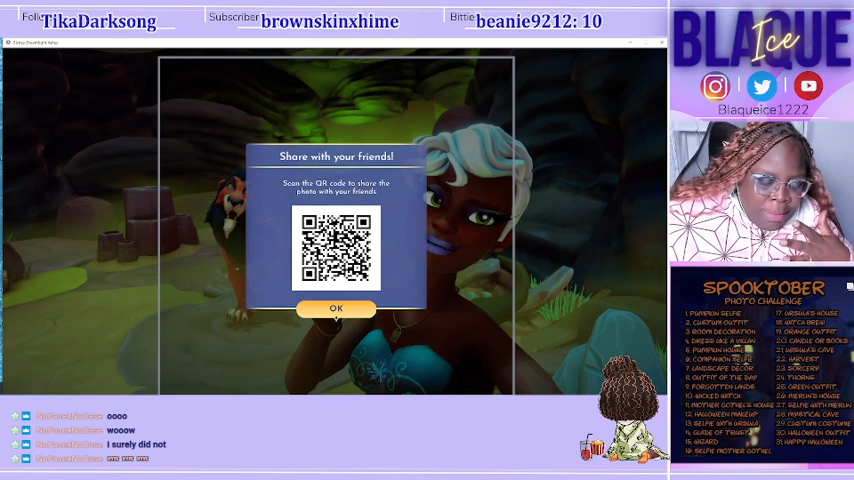 TikaDarksong
Subscriber
brownskinxhime
Bittie
beanie9212: 10
Disney Dreamlight Valley
BLAQUE
Ice
Blaqueice1222
Share with your friends!
Scan the QR code to share the
photo with your friends
OK
SPOOKTOBER
PHOTO CHALLENGE
1. PUMPKIN SELFIE
2. CUSTOM OUTFIT
3. ROOM DECORATION
4. DRESS LIKE A VILLAN
5. PUMPKIN HOUSE
6. COMPANION SELFIE
7. LANDSCAPE DECOR
8. OUTFIT OF THE DAY
9. FORGOTTEN LANDS
10. WICKED WITCH
11. MOTHER GOTHEL'S HOUSE
12. HALLOWEEN MAKEUP
13. SELFIE WITH URSULA
14. GLADE OF TRUST
15. WIZARD
16. SELFIE MOTHER GOTHEL
17. URSULA'S HOUSE
18. WITCH BREW
19. ORANGE OUTFIT
20. CANDLE OR BOOKS
21. URSULA'S CAVE
22. HARVEST
23. SORCERY
24. THORNS
25. GREEN OUTFIT
26. MERLIN'S HOUSE
27. SELFIE WITH MERLIN
28. MYSTICAL CAVE
29. CUSTOM COSTUME
30. HALLOWEEN OUTFIT
31. HAPPY HALLOWEEN
oooo
wooow
I surely did not